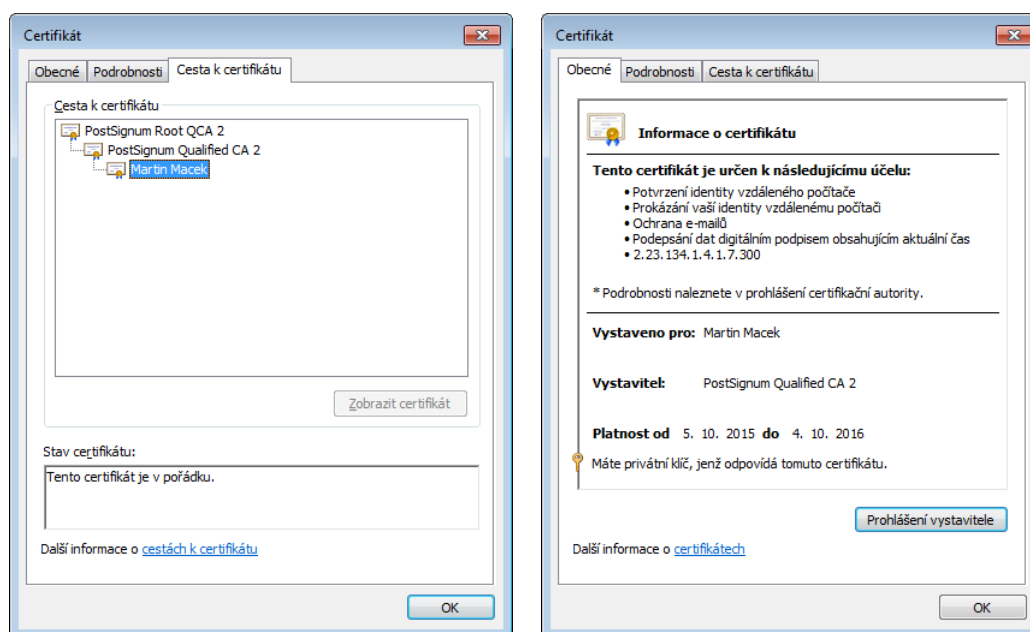 Certifikát
Obecné Podrobnosti Cesta k certifikátu
Cesta k certifikátu
PostSignum Root QCA 2
PostSignum Qualified CA 2
Martin Macek
Zobrazit certifikát
Stav certifikátu:
Tento certifikát je v pořádku.
Další informace o cestách k certifikátu
OK
Certifikát
Obecné Podrobnosti Cesta k certifikátu
Informace o certifikátu
Tento certifikát je určen k následujícímu účelu:
• Potvrzení identity vzdáleného počítače
• Prokázání vaší identity vzdálenému počítači
• Ochrana e-mailů
• Podepsání dat digitálním podpisem obsahujícím aktuální čas
• 2.23.134.1.4.1.7.300
* Podrobnosti naleznete v prohlášení certifikační autority.
Vystaveno pro: Martin Macek
Vystavitel: PostSignum Qualified CA 2
Platnost od 5. 10. 2015 do 4. 10. 2016
Máte privátní klíč, jenž odpovídá tomuto certifikátu.
Prohlášení vystavitele
Další informace o certifikátech
OK